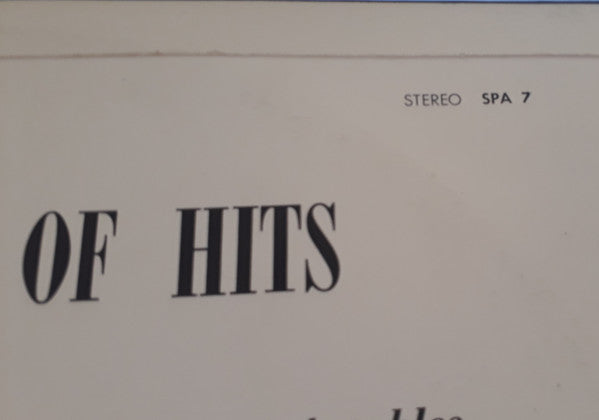 STEREO SPA 7
OF HITS